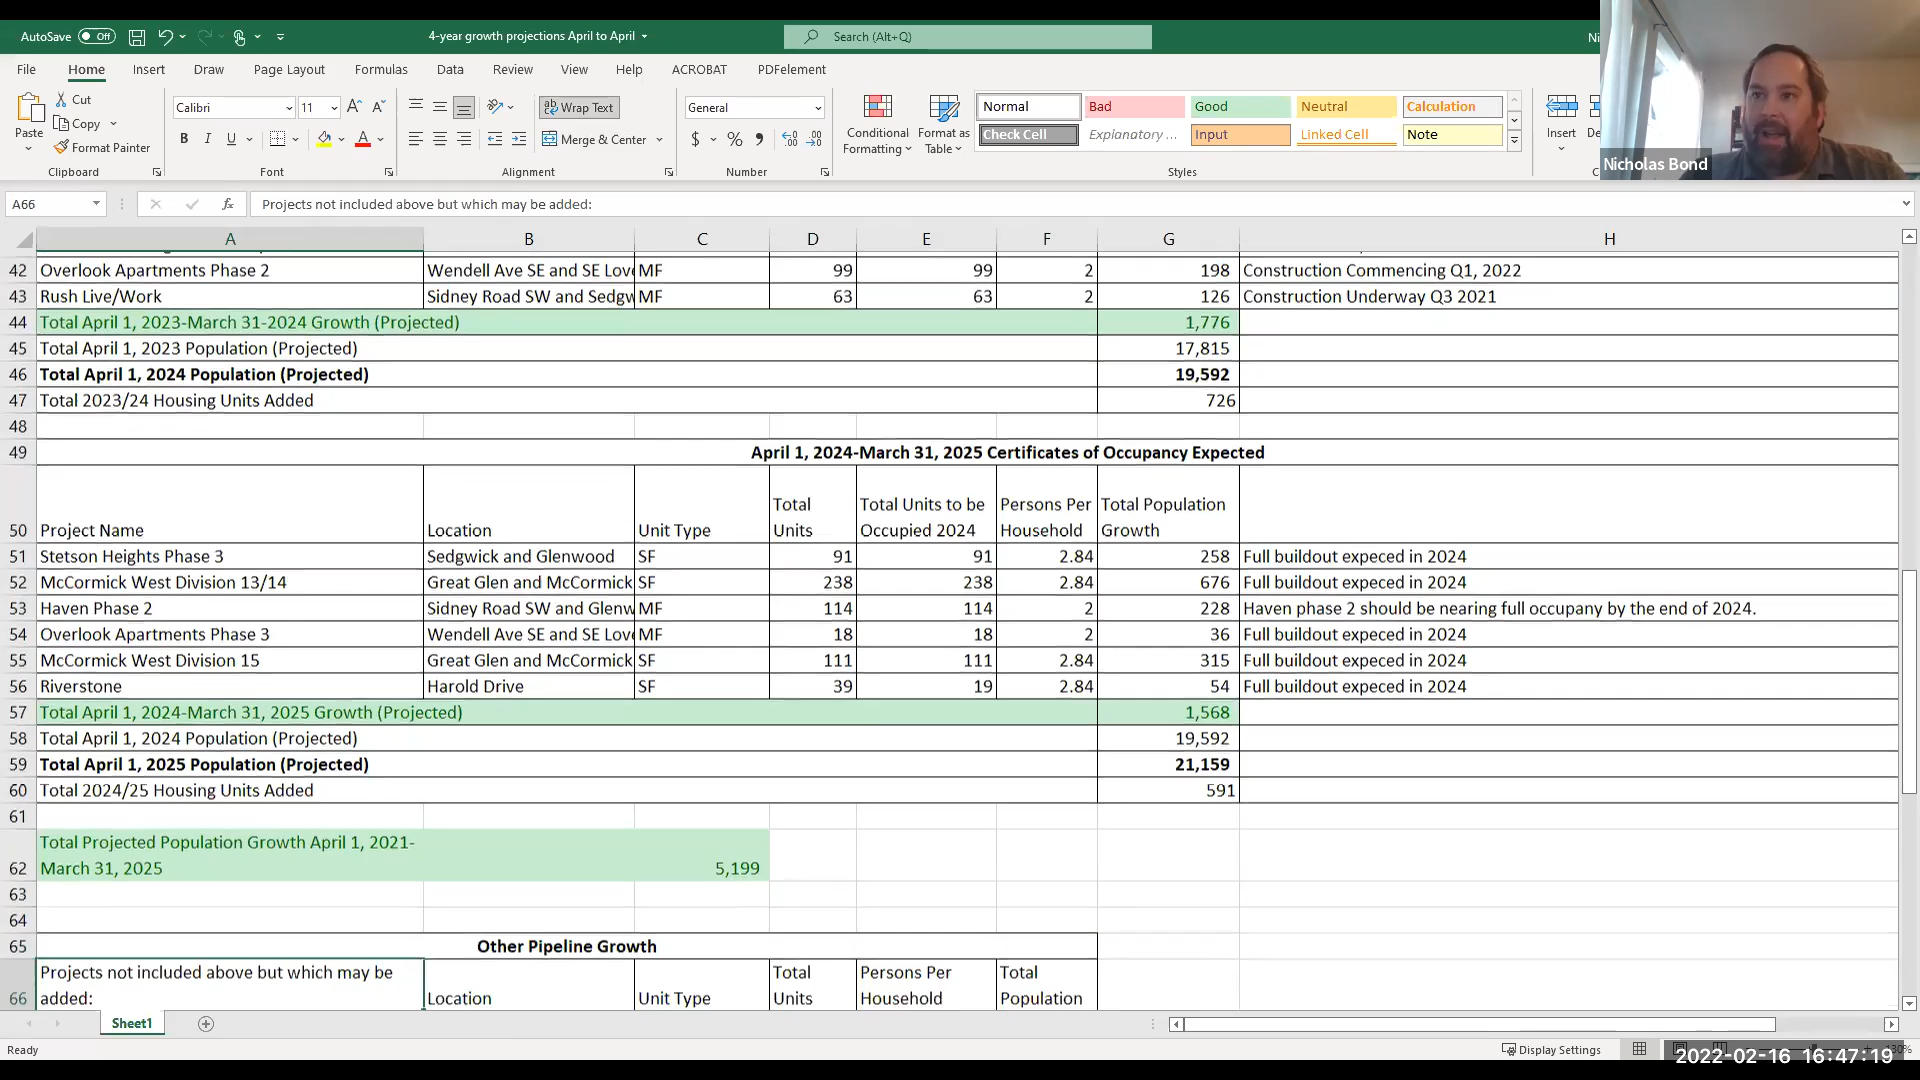 AutoSave Off
4-year growth projections April to April
Search (Alt+Q)
Ni
File Home Insert Draw Page Layout Formulas Data Review View Help ACROBAT PDFelement
Paste
Cut
Copy
Format Painter
Clipboard
Calibri 11
B I U
Font
Wrap Text
Merge & Center
Alignment
General
$ % 9
Number
Conditional Formatting
Format as Table
Normal Bad Good Neutral Calculation
Check Cell Explanatory ... Input Linked Cell Note
Styles
Insert
Nicholas Bond
A66 fx Projects not included above but which may be added:
A B C D E F G H
42 Overlook Apartments Phase 2 Wendell Ave SE and SE Lov MF 99 99 2 198 Construction Commencing Q1, 2022
43 Rush Live/Work Sidney Road SW and Sedgw MF 63 63 2 126 Construction Underway Q3 2021
44 Total April 1, 2023-March 31-2024 Growth (Projected) 1,776
45 Total April 1, 2023 Population (Projected) 17,815
46 Total April 1, 2024 Population (Projected) 19,592
47 Total 2023/24 Housing Units Added 726
48
49 April 1, 2024-March 31, 2025 Certificates of Occupancy Expected
50 Project Name Location Unit Type Total Units Total Units to be Occupied 2024 Persons Per Household Total Population Growth
51 Stetson Heights Phase 3 Sedgwick and Glenwood SF 91 91 2.84 258 Full buildout expeced in 2024
52 McCormick West Division 13/14 Great Glen and McCormick SF 238 238 2.84 676 Full buildout expeced in 2024
53 Haven Phase 2 Sidney Road SW and Glenw MF 114 114 2 228 Haven phase 2 should be nearing full occupany by the end of 2024.
54 Overlook Apartments Phase 3 Wendell Ave SE and SE Lov MF 18 18 2 36 Full buildout expeced in 2024
55 McCormick West Division 15 Great Glen and McCormick SF 111 111 2.84 315 Full buildout expeced in 2024
56 Riverstone Harold Drive SF 39 19 2.84 54 Full buildout expeced in 2024
57 Total April 1, 2024-March 31, 2025 Growth (Projected) 1,568
58 Total April 1, 2024 Population (Projected) 19,592
59 Total April 1, 2025 Population (Projected) 21,159
60 Total 2024/25 Housing Units Added 591
61
62 Total Projected Population Growth April 1, 2021-
March 31, 2025 5,199
63
64
65 Other Pipeline Growth
66 Projects not included above but which may be added: Location Unit Type Total Units Persons Per Household Total Population
Sheet1
Ready
Display Settings
2022-02-16 16:47:19